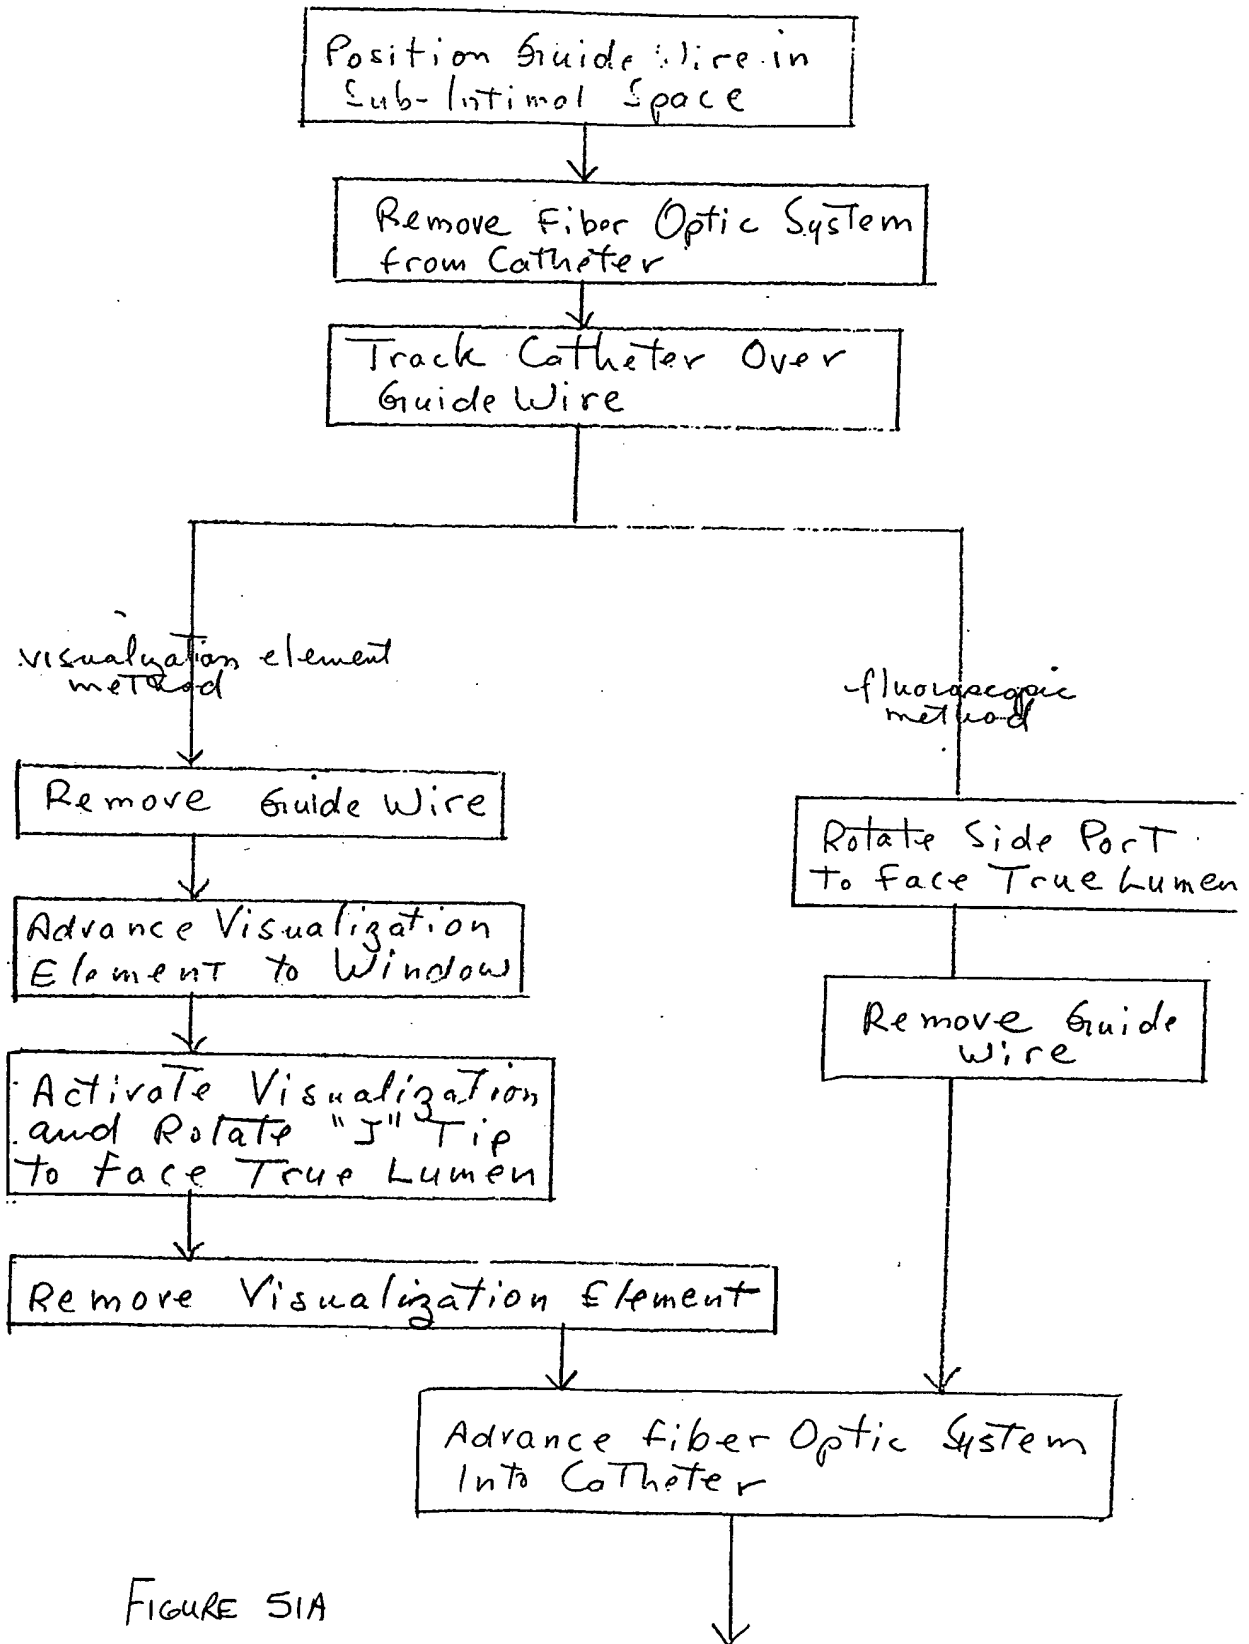 Position Guide Wire in
Sub-Intimal Space
Remove Fiber Optic System
from Catheter
Track Catheter Over
Guide Wire
visualization element
method
fluoroscopic
method
Remove Guide Wire
Advance Visualization
Element to Window
Activate Visualization
and Rotate "J" Tip
to Face True Lumen
Remove Visualization Element
Rotate Side Port
to Face True Lumen
Remove Guide
Wire
Advance Fiber Optic System
Into Catheter
FIGURE 51A